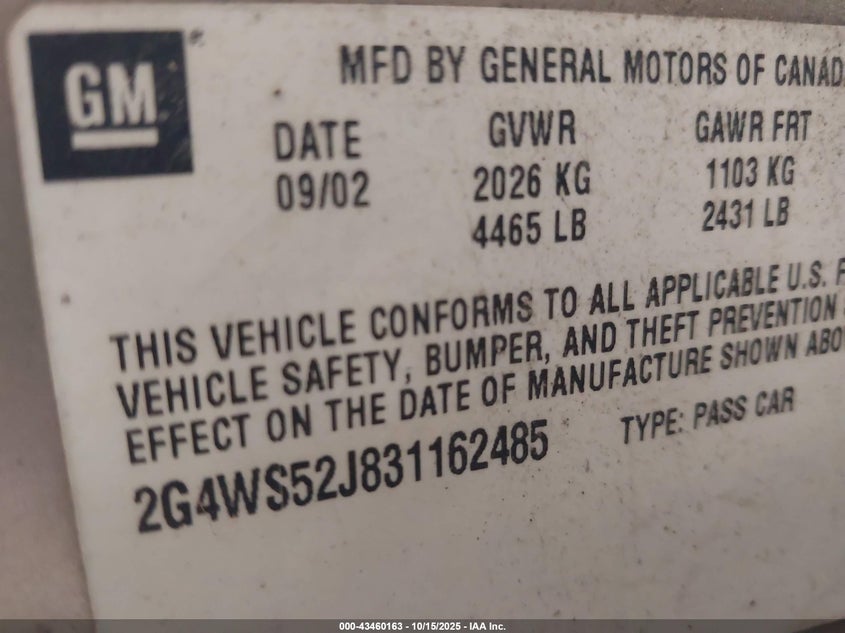 GM
MFD BY GENERAL MOTORS OF CANAD
DATE GVWR GAWR FRT
09/02 2026 KG 1103 KG
4465 LB 2431 LB
THIS VEHICLE CONFORMS TO ALL APPLICABLE U.S. F
VEHICLE SAFETY, BUMPER, AND THEFT PREVENTION
EFFECT ON THE DATE OF MANUFACTURE SHOWN ABO
2G4WS52J831162485 TYPE: PASS CAR
000-43460163 - 10/15/2025 - IAA Inc.